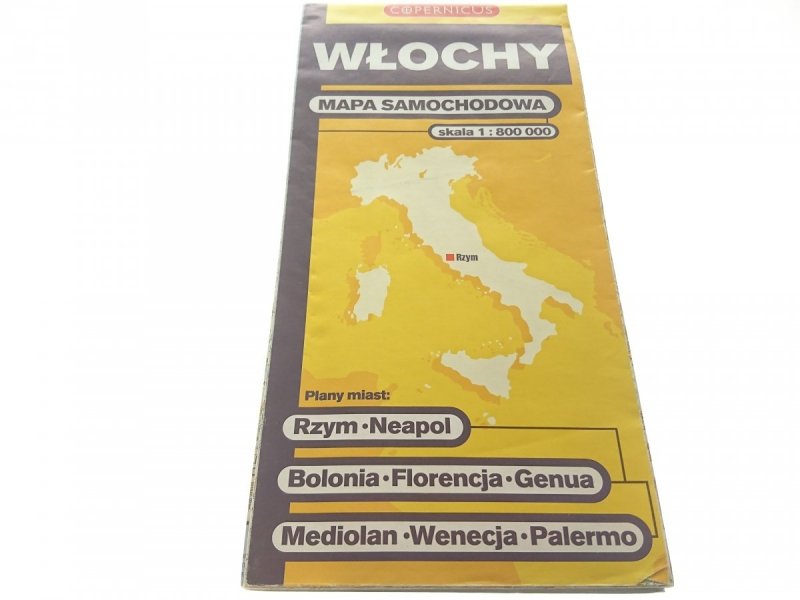 COPERNICUS
WŁOCHY
MAPA SAMOCHODOWA
skala 1 : 800 000
Rzym
Plany miast:
Rzym • Neapol
Bolonia • Florencja • Genua
Mediolan • Wenecja • Palermo